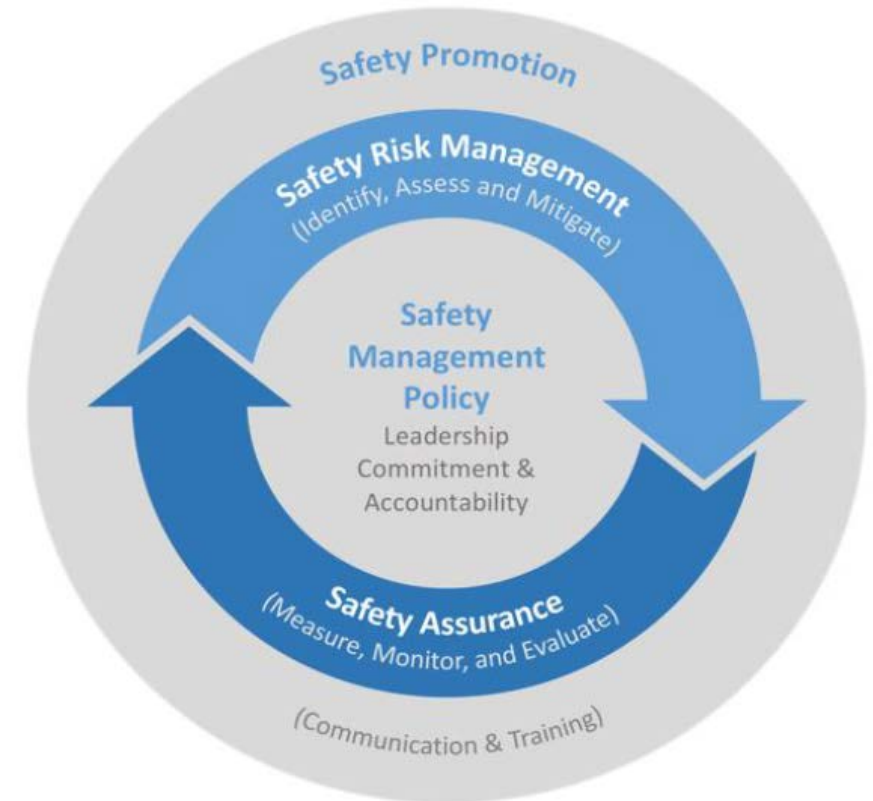 Safety Promotion
Safety Risk Management
(Identify, Assess and Mitigate)
Safety
Management
Policy
Leadership
Commitment &
Accountability
Safety Assurance
(Measure, Monitor, and Evaluate)
(Communication & Training)